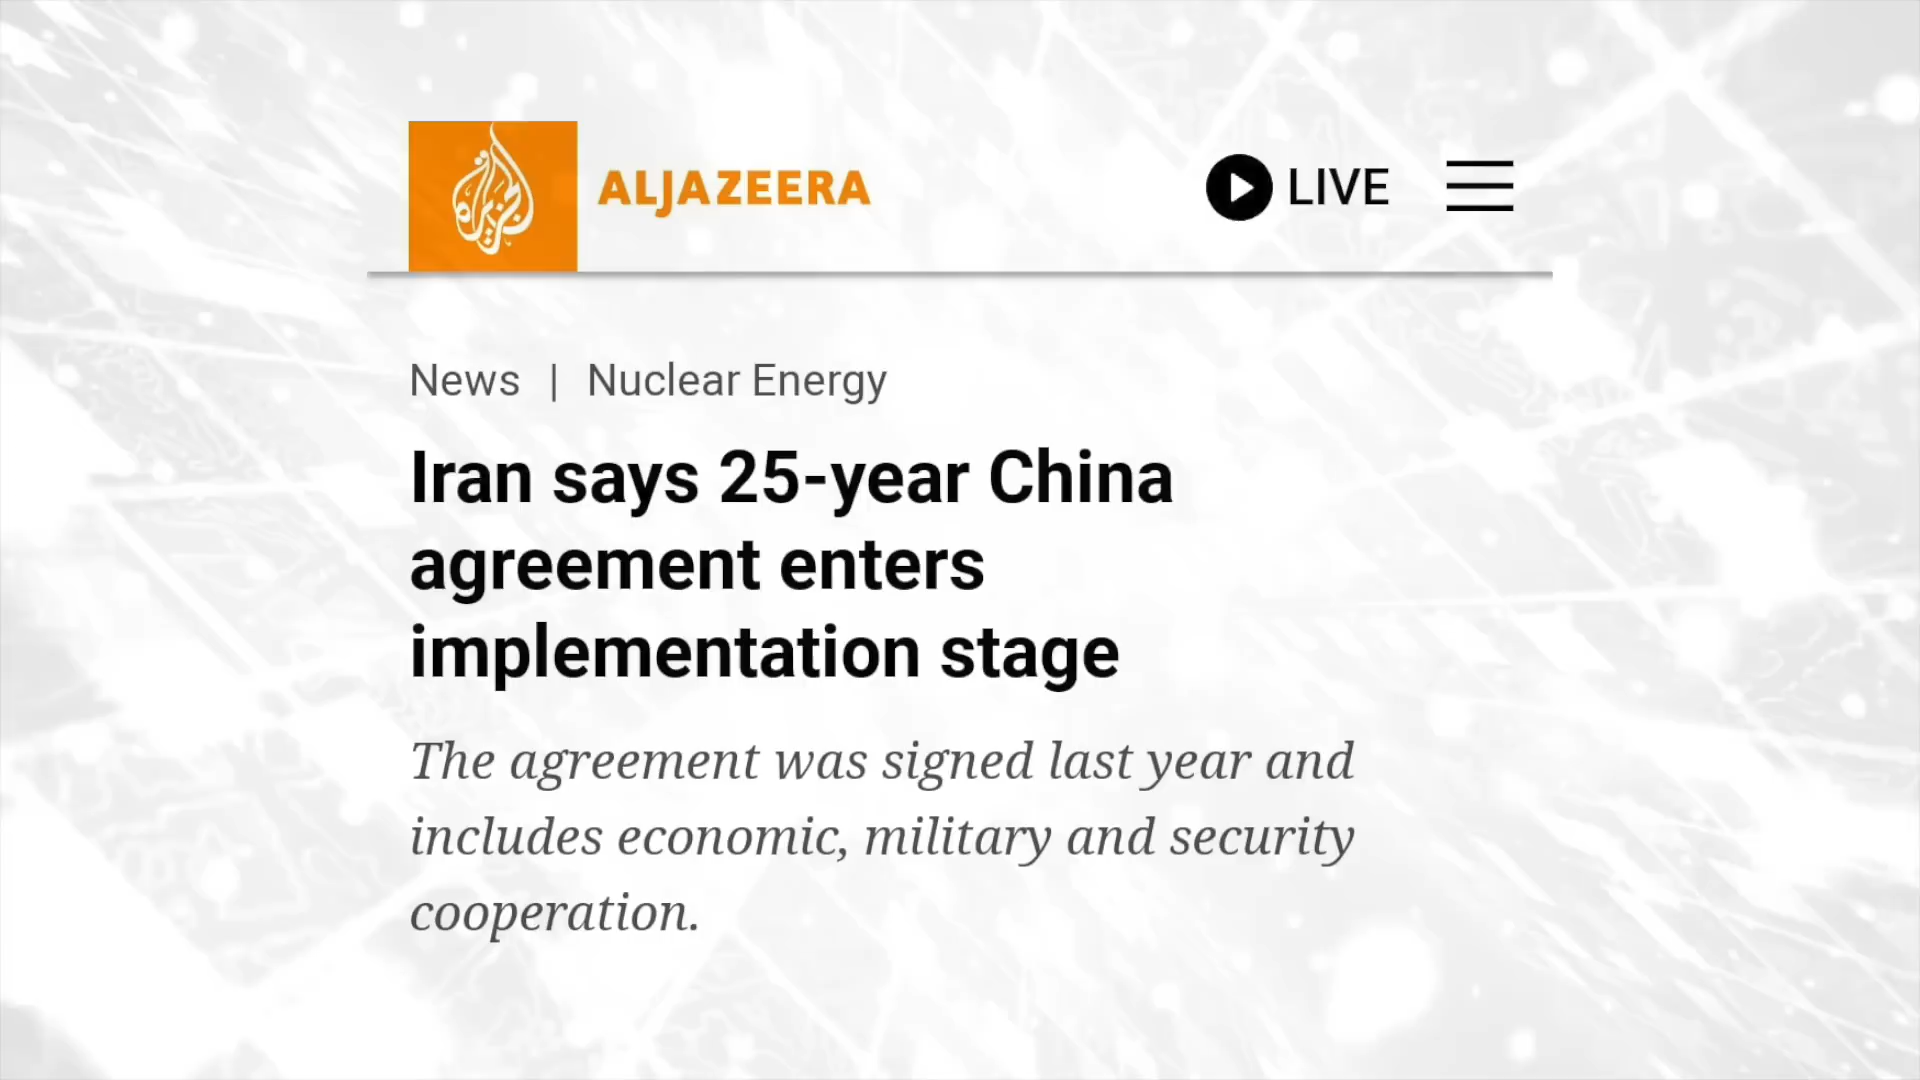 الجزيرة
ALJAZEERA
LIVE
News | Nuclear Energy
Iran says 25-year China
agreement enters
implementation stage
The agreement was signed last year and
includes economic, military and security
cooperation.